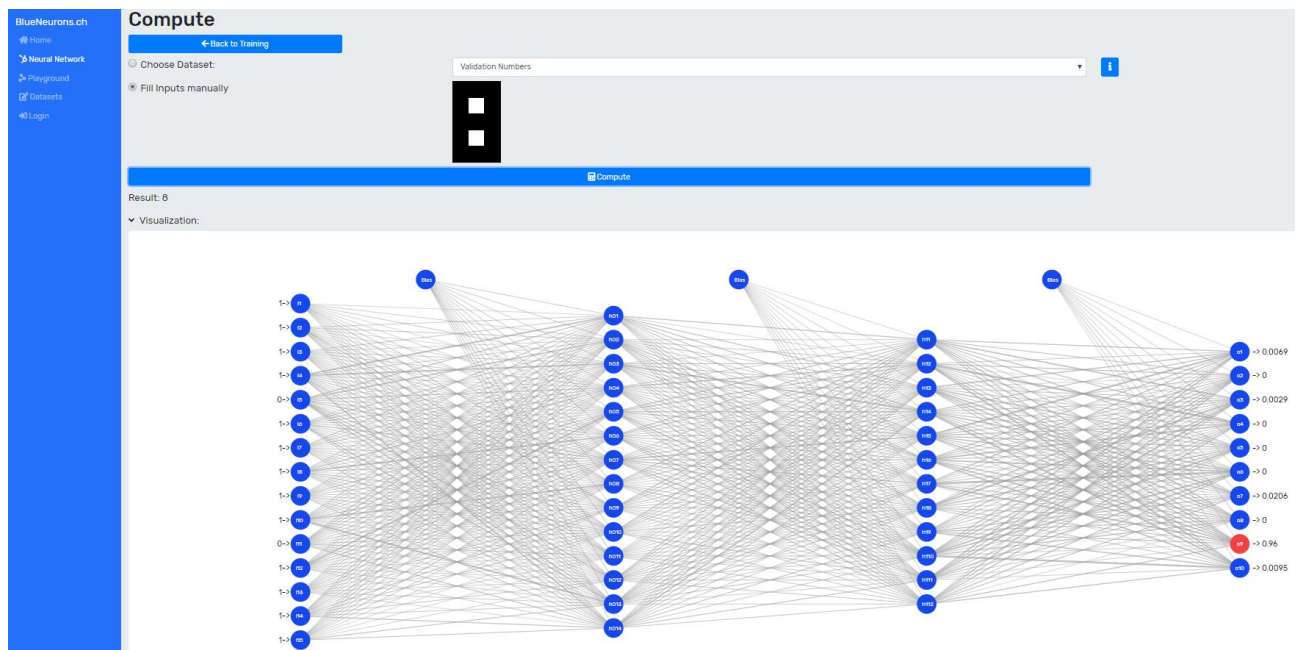 BlueNeurons.ch
Home
Neural Network
Playground
Datasets
Login
Compute
Back to Training
Choose Dataset:
Validation Numbers
i
Fill Inputs manually
Compute
Result: 8
Visualization:
Bias
Bias
Bias
1-> i1
1-> i2
1-> i3
1-> i4
0-> i5
1-> i6
1-> i7
1-> i8
1-> i9
1-> i10
0-> i11
1-> i12
1-> i13
1-> i14
1-> i15
h01
h02
h03
h04
h05
h06
h07
h08
h09
h010
h011
h012
h013
h014
h11
h12
h13
h14
h15
h16
h17
h18
h19
h110
h111
h112
o1 -> 0.0069
o2 -> 0
o3 -> 0.0029
o4 -> 0
o5 -> 0
o6 -> 0
o7 -> 0.0206
o8 -> 0
o9 -> 0.96
o10 -> 0.0095